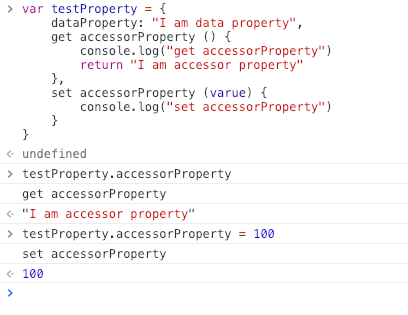 > var testProperty = {
    dataProperty: "I am data property",
    get accessorProperty () {
        console.log("get accessorProperty")
        return "I am accessor property"
    },
    set accessorProperty (varue) {
        console.log("set accessorProperty")
    }
}
<· undefined
> testProperty.accessorProperty
get accessorProperty
<· "I am accessor property"
> testProperty.accessorProperty = 100
set accessorProperty
<· 100
>